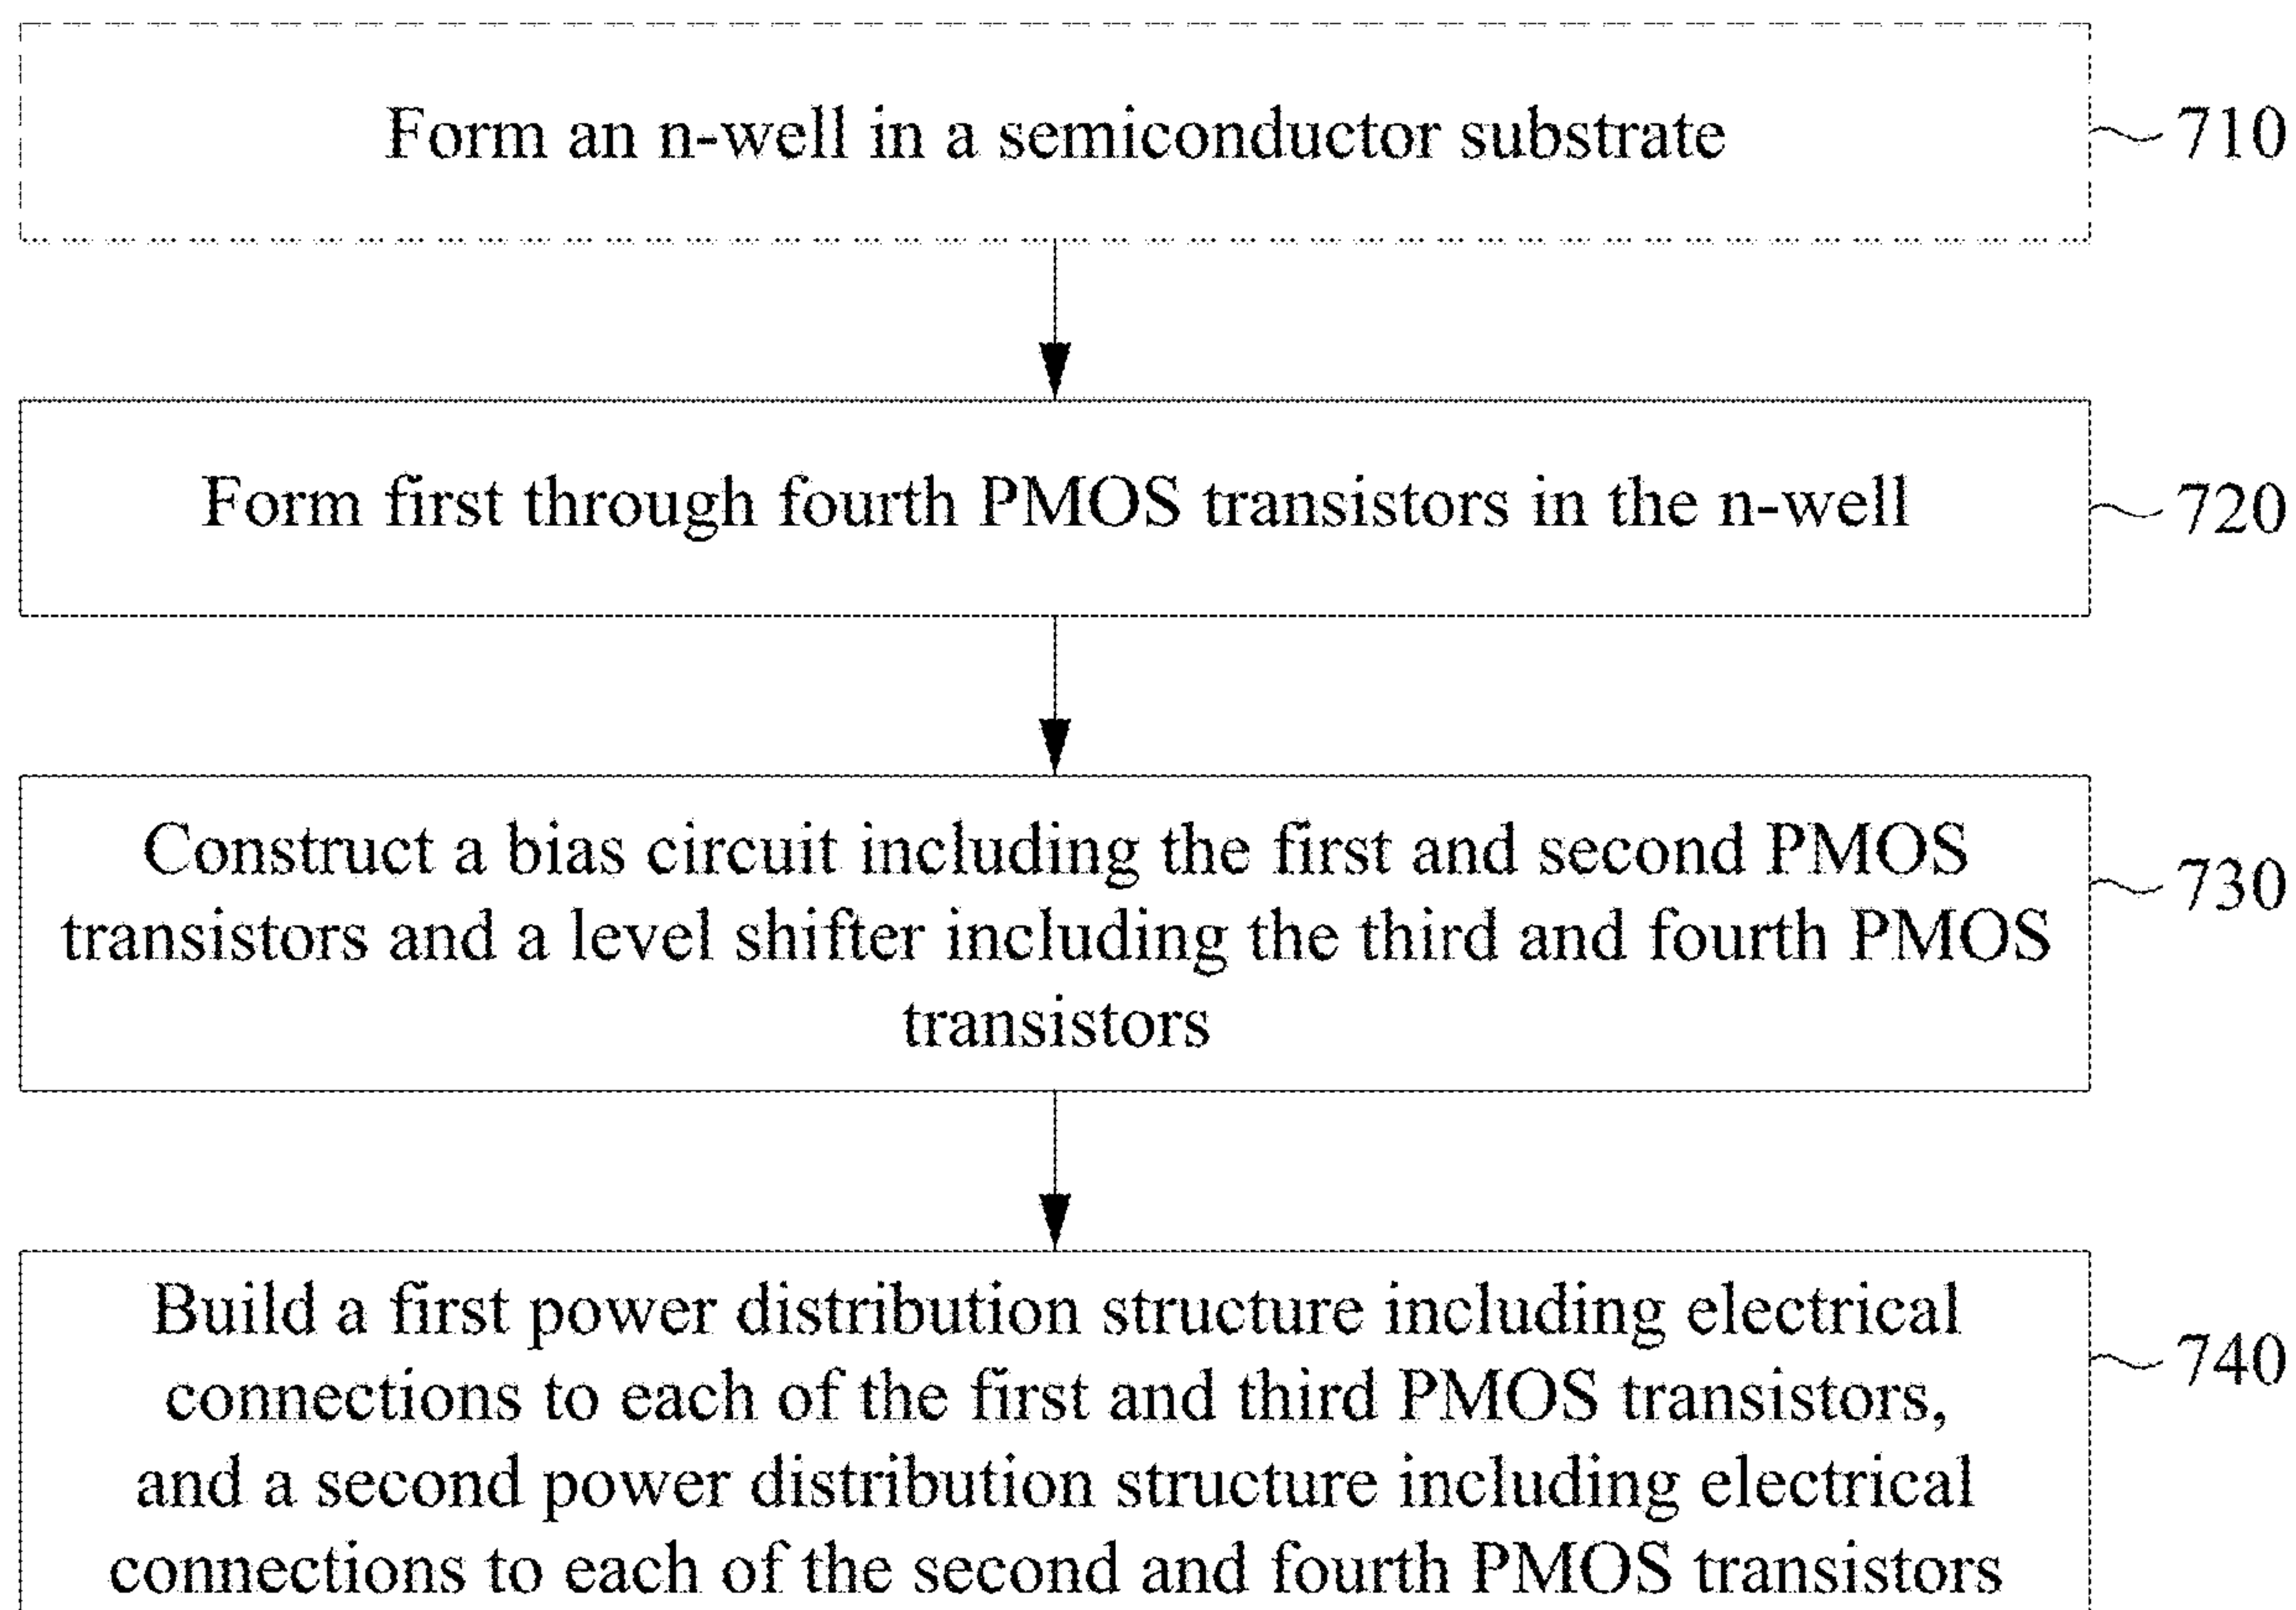 Form an n-well in a semiconductor substrate
710
Form first through fourth PMOS transistors in the n-well
720
Construct a bias circuit including the first and second PMOS
transistors and a level shifter including the third and fourth PMOS
transistors
730
Build a first power distribution structure including electrical
connections to each of the first and third PMOS transistors,
and a second power distribution structure including electrical
connections to each of the second and fourth PMOS transistors
740